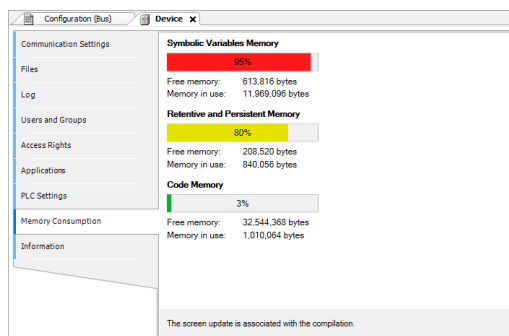 Configuration (Bus)
Device
Communication Settings
Files
Log
Users and Groups
Access Rights
Applications
PLC Settings
Memory Consumption
Information
Symbolic Variables Memory
95%
Free memory: 613,816 bytes
Memory in use: 11,969,096 bytes
Retentive and Persistent Memory
80%
Free memory: 208,520 bytes
Memory in use: 840,056 bytes
Code Memory
3%
Free memory: 32,544,368 bytes
Memory in use: 1,010,064 bytes
The screen update is associated with the compilation.